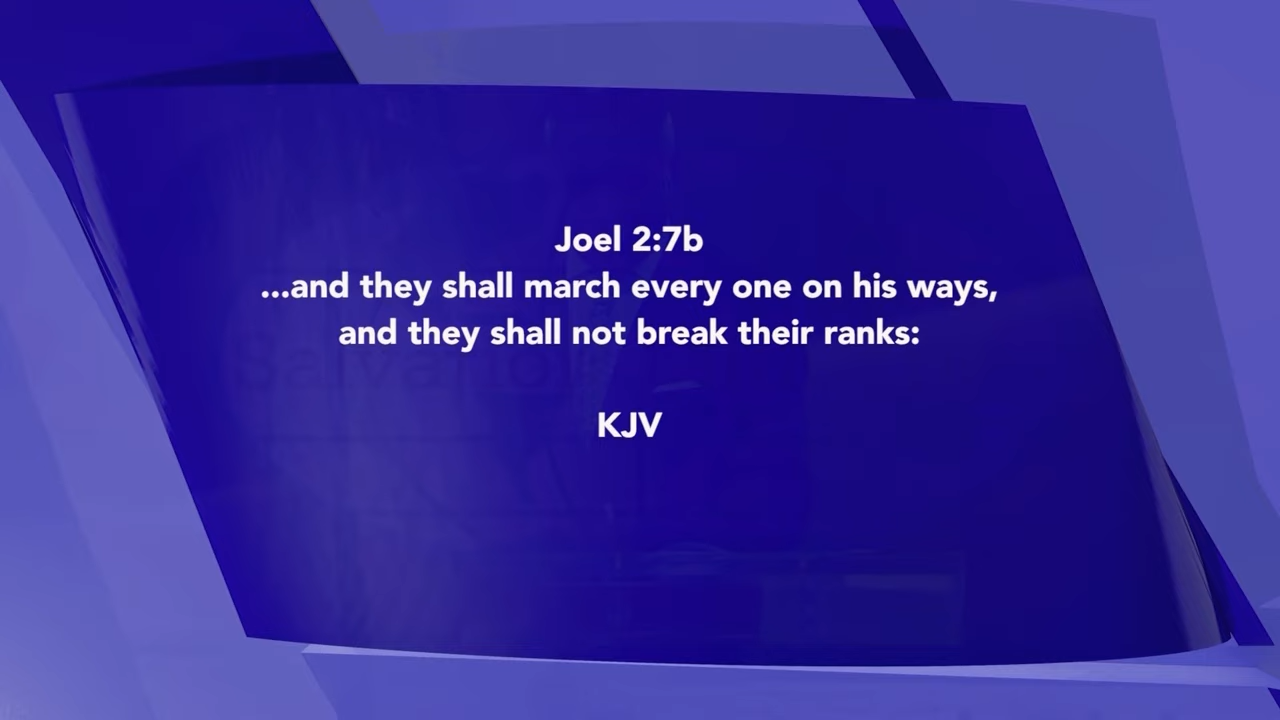 Joel 2:7b
...and they shall march every one on his ways,
and they shall not break their ranks:
KJV